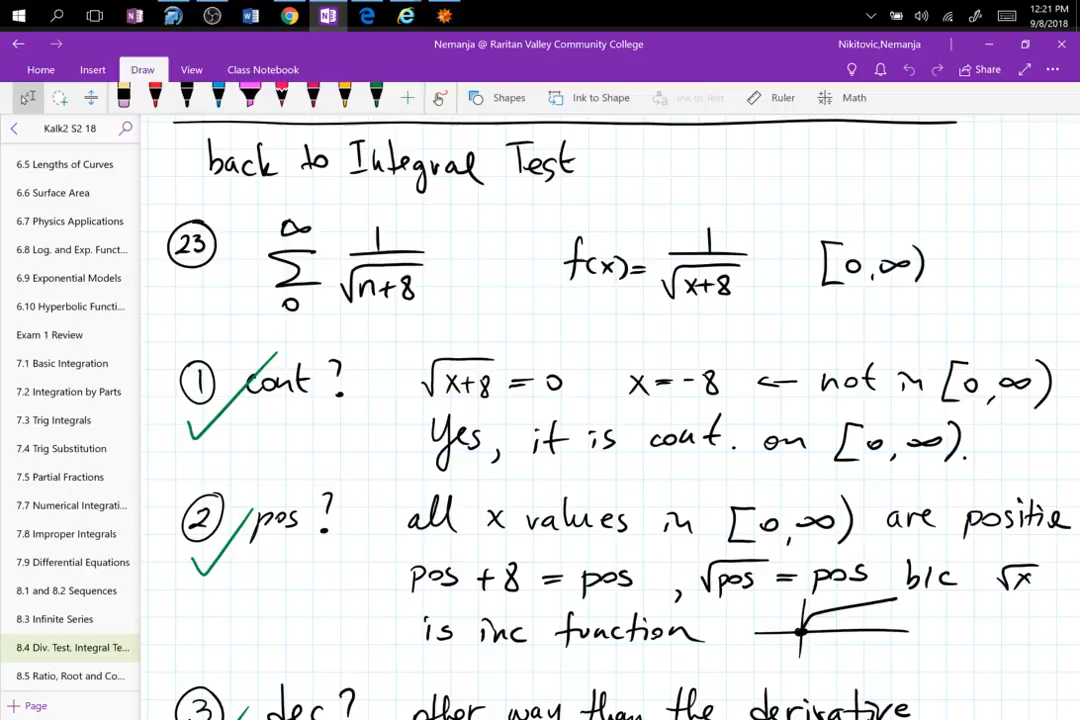 12:21 PM
9/8/2018
Nemanja @ Raritan Valley Community College
Nikitovic,Nemanja
Home Insert Draw View Class Notebook
Share
Shapes Ink to Shape Ink to Text Ruler Math
Kalk2 S2 18
6.5 Lengths of Curves
6.6 Surface Area
6.7 Physics Applications
6.8 Log. and Exp. Funct...
6.9 Exponential Models
6.10 Hyperbolic Functi...
Exam 1 Review
7.1 Basic Integration
7.2 Integration by Parts
7.3 Trig Integrals
7.4 Trig Substitution
7.5 Partial Fractions
7.7 Numerical Integrati...
7.8 Improper Integrals
7.9 Differential Equations
8.1 and 8.2 Sequences
8.3 Infinite Series
8.4 Div. Test, Integral Te...
8.5 Ratio, Root and Co...
Page
back to Integral Test
23 ∑_0^∞ 1/√(n+8) f(x)= 1/√(x+8) [0,∞)
1 cont? √(x+8) = 0 x=-8 ← not in [0,∞)
Yes, it is cont. on [0,∞).
2 pos? all x values in [0,∞) are positie
pos +8 = pos , √pos = pos b/c √x
is inc function
3 dec? other way than the derivative